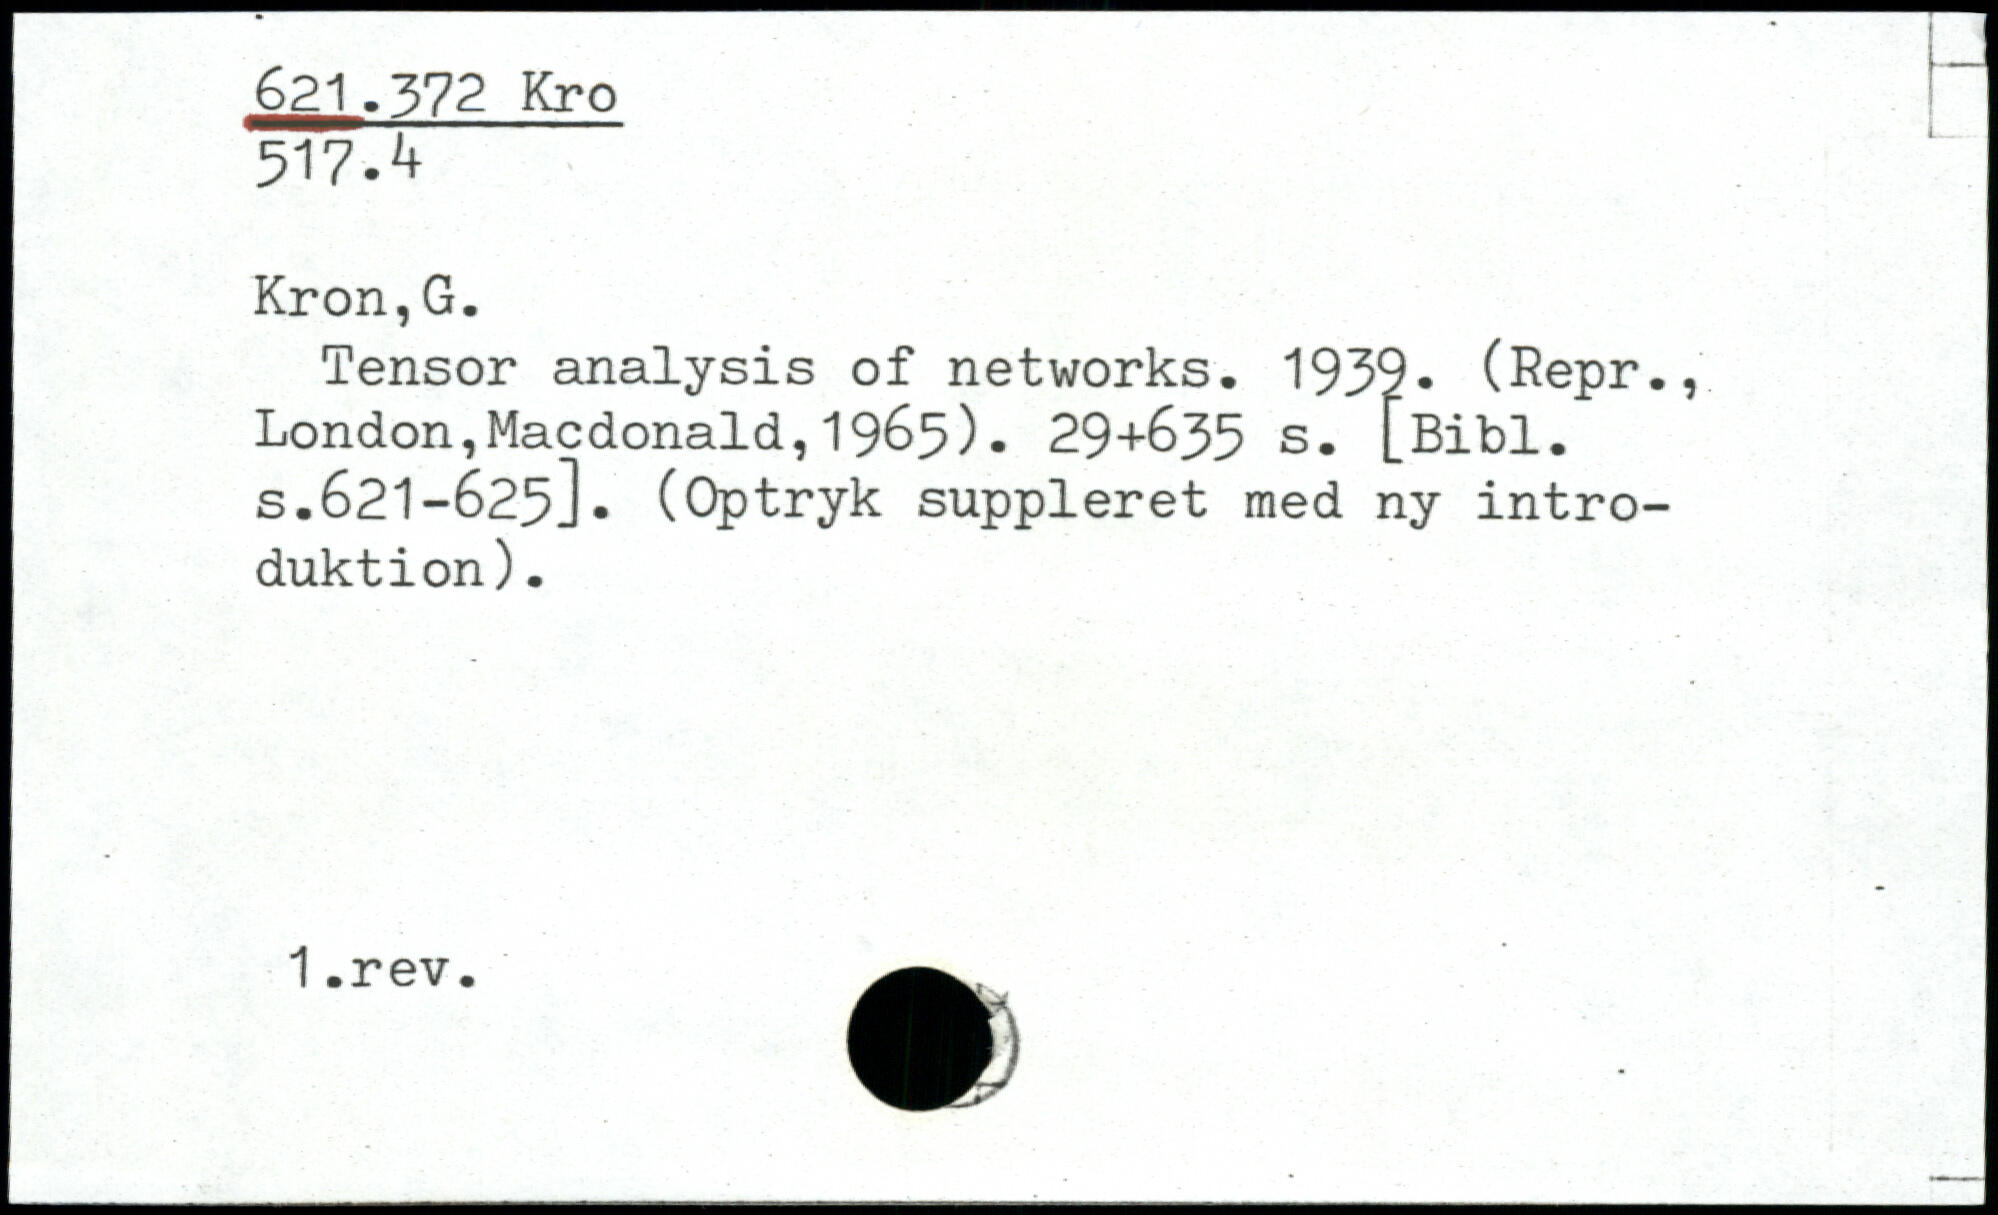 621.372 Kro
517.4
Kron,G.
Tensor analysis of networks. 1939. (Repr.,
London,Macdonald,1965). 29+635 s. [Bibl.
s.621-625]. (Optryk suppleret med ny intro-
duktion).
1.rev.